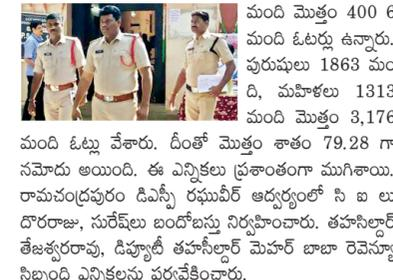 మంది మొత్తం 400 6
మంది ఓటర్లు ఉన్నారు.
పురుషులు 1863 మం
ది, మహిళలు 1313
మంది మొత్తం 3,176
మంది ఓట్లు వేశారు. దీంతో మొత్తం శాతం 79.28 గా
నమోదు అయింది. ఈ ఎన్నికలు ప్రశాంతంగా ముగిశాయి.
రామచంద్రపురం డిఎస్పీ రఘువీర్ ఆధ్వర్యంలో సి ఐ లు
దొరరాజు, సురేష్‌లు బందోబస్తు నిర్వహించారు. తహసిల్దార్
తేజశ్వరరావు, డిప్యూటీ తహసీల్దార్ మెహర్ బాబా రెవెన్యూ
సిబ్బంది ఎన్నికలను పర్యవేక్షించారు.